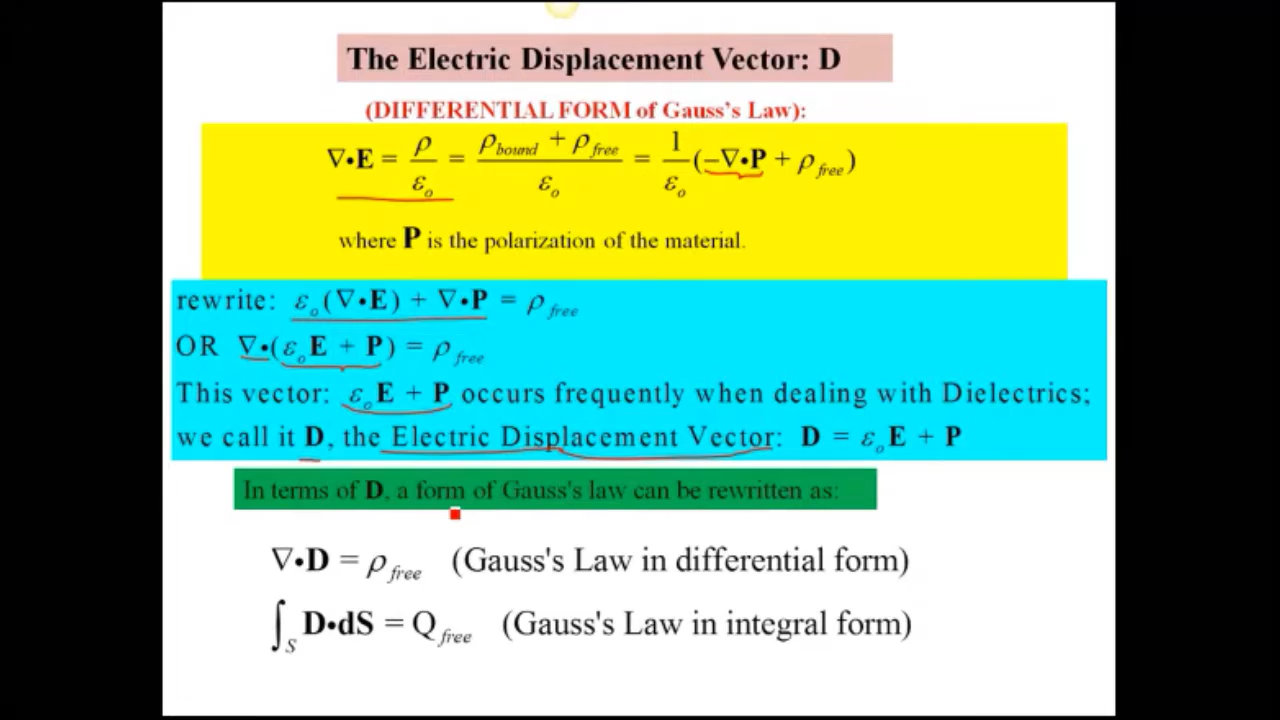 The Electric Displacement Vector: D
(DIFFERENTIAL FORM of Gauss's Law):
∇•E = ρ/ε₀ = (ρ_bound + ρ_free)/ε₀ = 1/ε₀ (−∇•P + ρ_free)
where P is the polarization of the material.
rewrite: ε₀(∇•E) + ∇•P = ρ_free
OR ∇•(ε₀E + P) = ρ_free
This vector: ε₀E + P occurs frequently when dealing with Dielectrics;
we call it D, the Electric Displacement Vector: D = ε₀E + P
In terms of D, a form of Gauss's law can be rewritten as:
∇•D = ρ_free (Gauss's Law in differential form)
∫_S D•dS = Q_free (Gauss's Law in integral form)